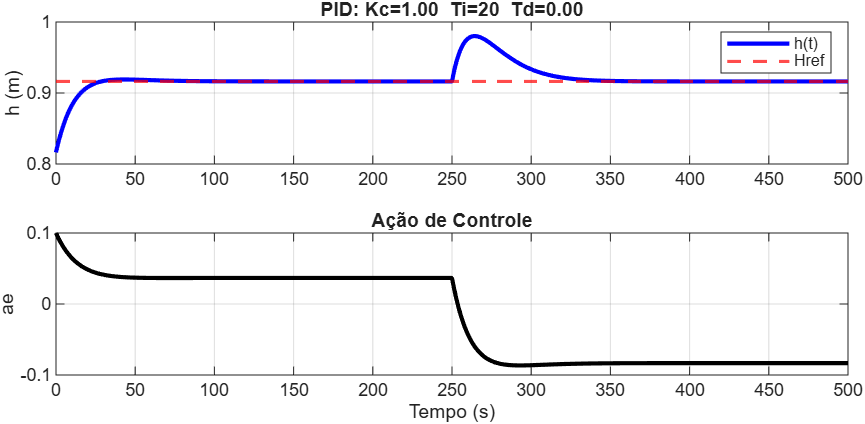 PID: Kc=1.00 Ti=20 Td=0.00
1
0.9
0.8
h (m)
h(t)
Href
0 50 100 150 200 250 300 350 400 450 500
Ação de Controle
0.1
0
-0.1
ae
0 50 100 150 200 250 300 350 400 450 500
Tempo (s)